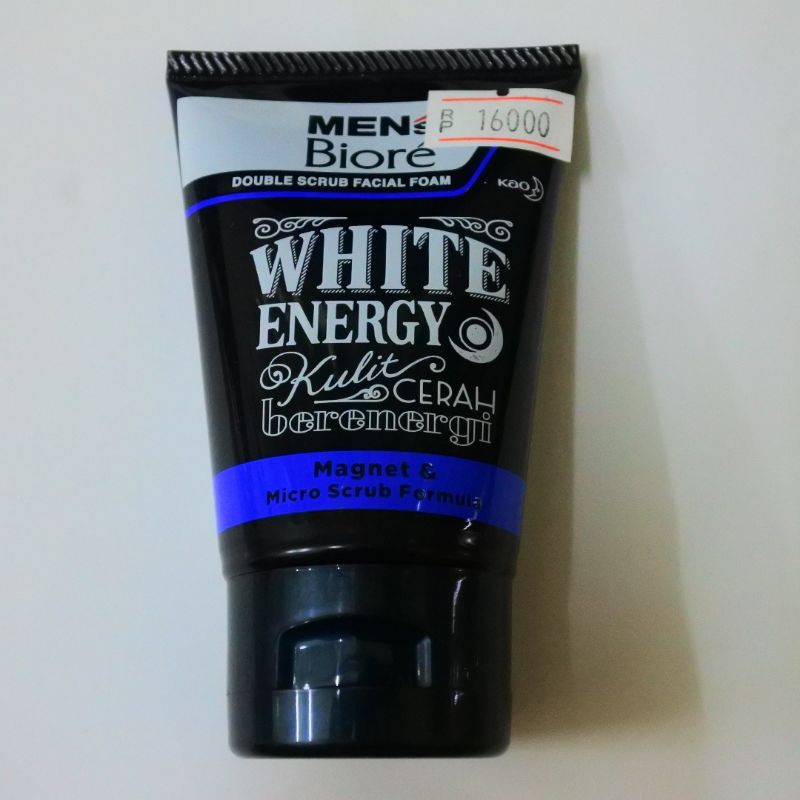 MEN's
RP 16000
Bioré
DOUBLE SCRUB FACIAL FOAM
Kao
WHITE
ENERGY
Kulit
CERAH
berenergi
Magnet &
Micro Scrub Formula